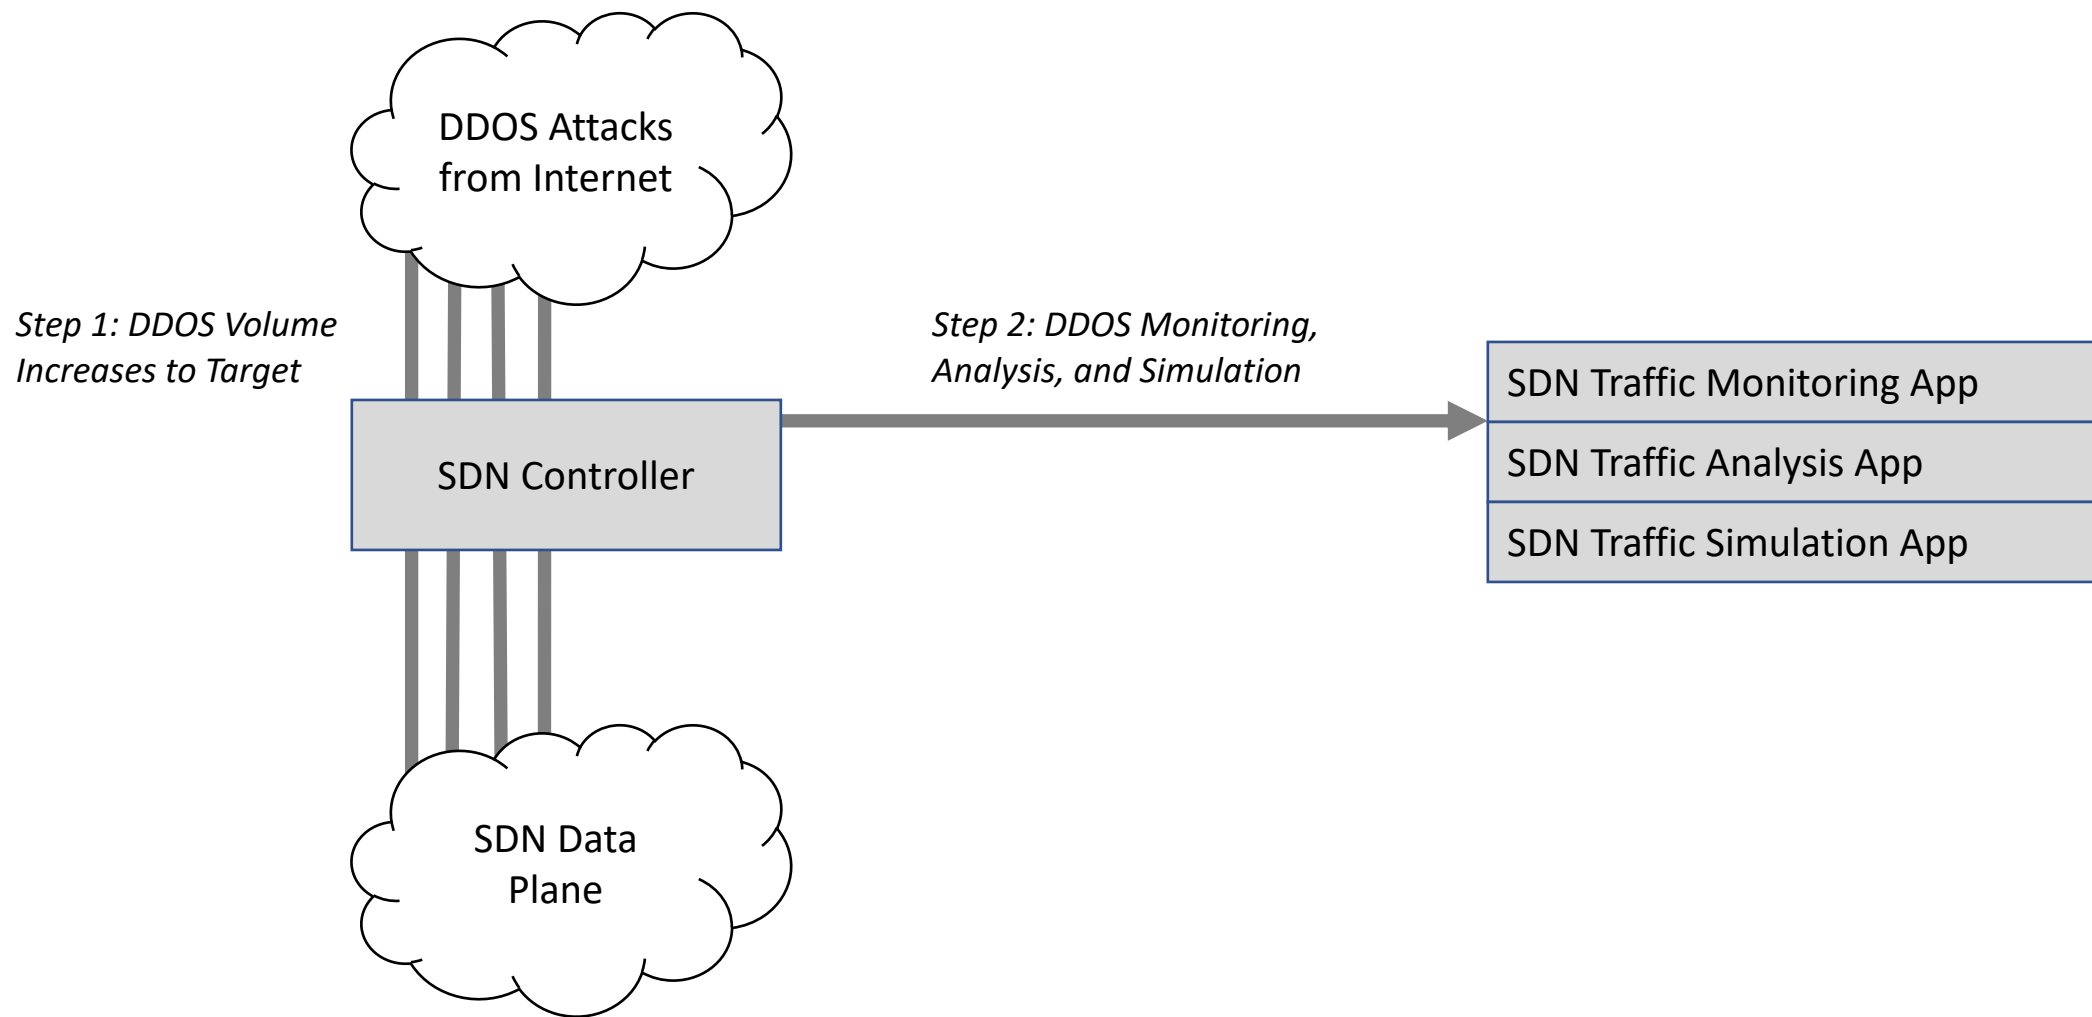 DDOS Attacks
from Internet
Step 1: DDOS Volume
Increases to Target
Step 2: DDOS Monitoring,
Analysis, and Simulation
SDN Controller
SDN Traffic Monitoring App
SDN Traffic Analysis App
SDN Traffic Simulation App
SDN Data
Plane